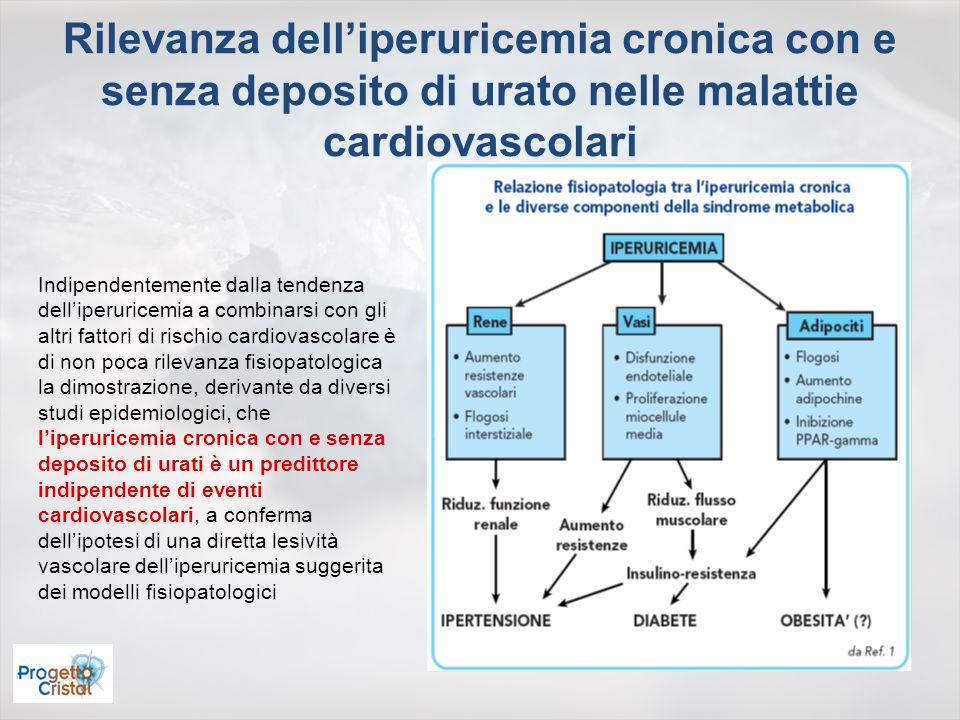 Rilevanza dell’iperuricemia cronica con e
senza deposito di urato nelle malattie
cardiovascolari
Indipendentemente dalla tendenza
dell’iperuricemia a combinarsi con gli
altri fattori di rischio cardiovascolare è
di non poca rilevanza fisiopatologica
la dimostrazione, derivante da diversi
studi epidemiologici, che
l’iperuricemia cronica con e senza
deposito di urati è un predittore
indipendente di eventi
cardiovascolari, a conferma
dell’ipotesi di una diretta lesività
vascolare dell’iperuricemia suggerita
dei modelli fisiopatologici
Relazione fisiopatologia tra l’iperuricemia cronica
e le diverse componenti della sindrome metabolica
IPERURICEMIA
Rene
• Aumento
resistenze
vascolari
• Flogosi
interstiziale
Vasi
• Disfunzione
endoteliale
• Proliferazione
miocellule
media
Adipociti
• Flogosi
• Aumento
adipochine
• Inibizione
PPAR-gamma
Riduz. funzione
renale
Aumento
resistenze
Riduz. flusso
muscolare
Insulino-resistenza
IPERTENSIONE
DIABETE
OBESITA’ (?)
da Ref. 1
Progetto
Cristal